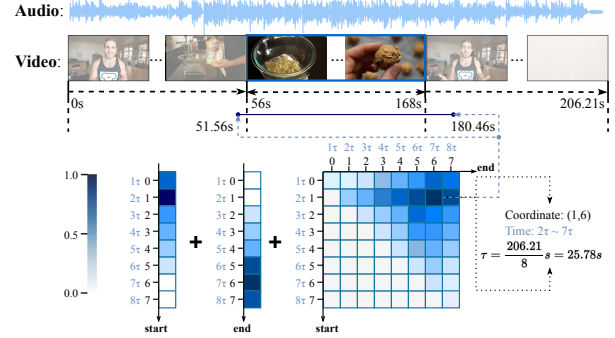 Audio:
Video:
... ...
0s 56s 168s 206.21s
51.56s 180.46s
1τ 2τ 3τ 4τ 5τ 6τ 7τ 8τ
0 1 2 3 4 5 6 7 end
1.0
0.5
0.0
1τ 0
2τ 1
3τ 2
4τ 3
5τ 4
6τ 5
7τ 6
8τ 7
start
+
1τ 0
2τ 1
3τ 2
4τ 3
5τ 4
6τ 5
7τ 6
8τ 7
end
+
1τ 0
2τ 1
3τ 2
4τ 3
5τ 4
6τ 5
7τ 6
8τ 7
start
Coordinate: (1,6)
Time: 2τ ~ 7τ
τ = 206.21/8 s = 25.78s